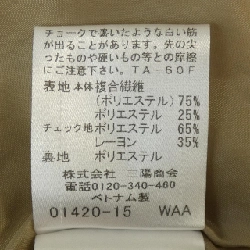 チョークで書いたような白い筋
が出ることがあります。先の尖
ったものや硬いもの等との摩擦
にご注意下さい。TA-50F
表地 本体 複合繊維
(ポリエステル) 75%
ポリエステル 25%
チェック地 ポリエステル 65%
レーヨン 35%
裏地 ポリエステル
株式会社 三陽商会
電話0120-340-460
ベトナム製
01420-15 WAA